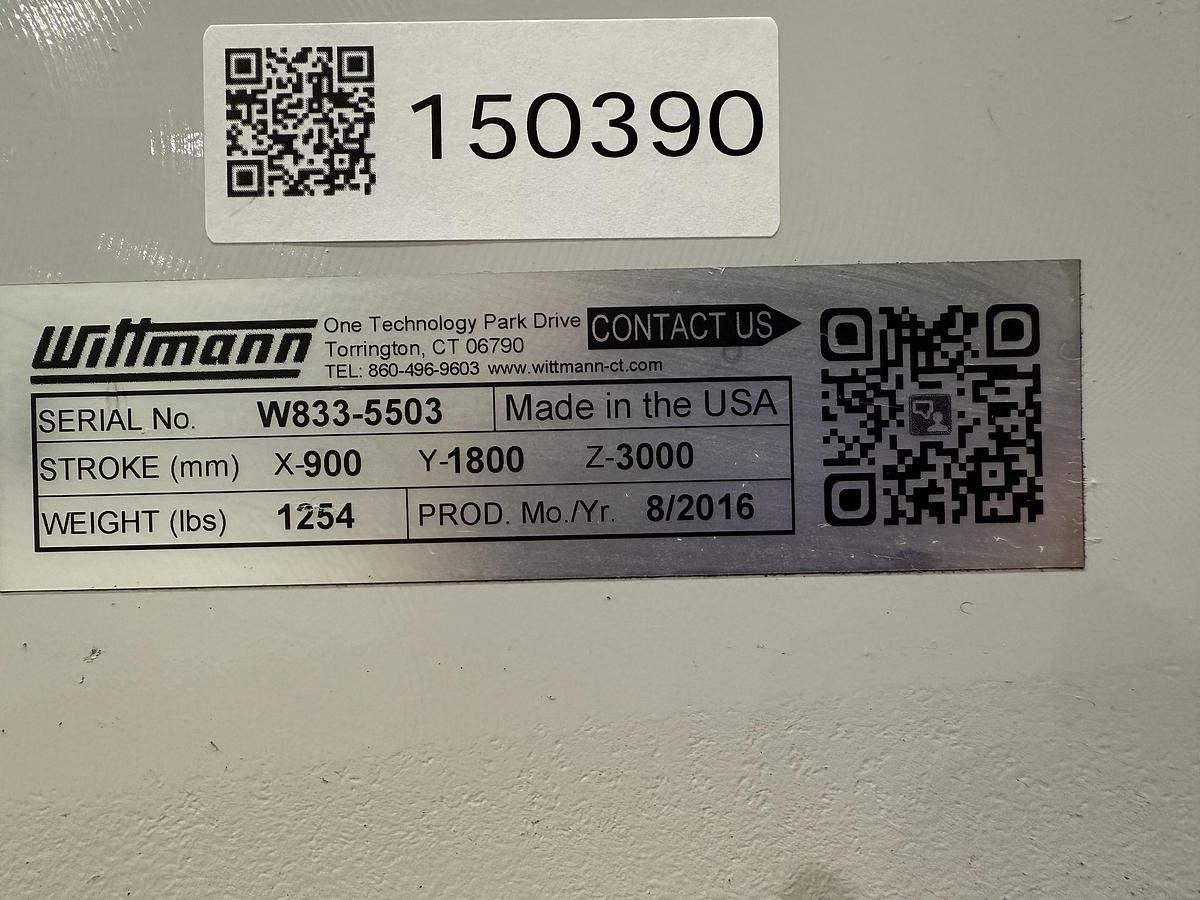 150390
Wittmann
One Technology Park Drive
Torrington, CT 06790
TEL: 860-496-9603 www.wittmann-ct.com
CONTACT US
SERIAL No. W833-5503 Made in the USA
STROKE (mm) X-900 Y-1800 Z-3000
WEIGHT (lbs) 1254 PROD. Mo./Yr. 8/2016